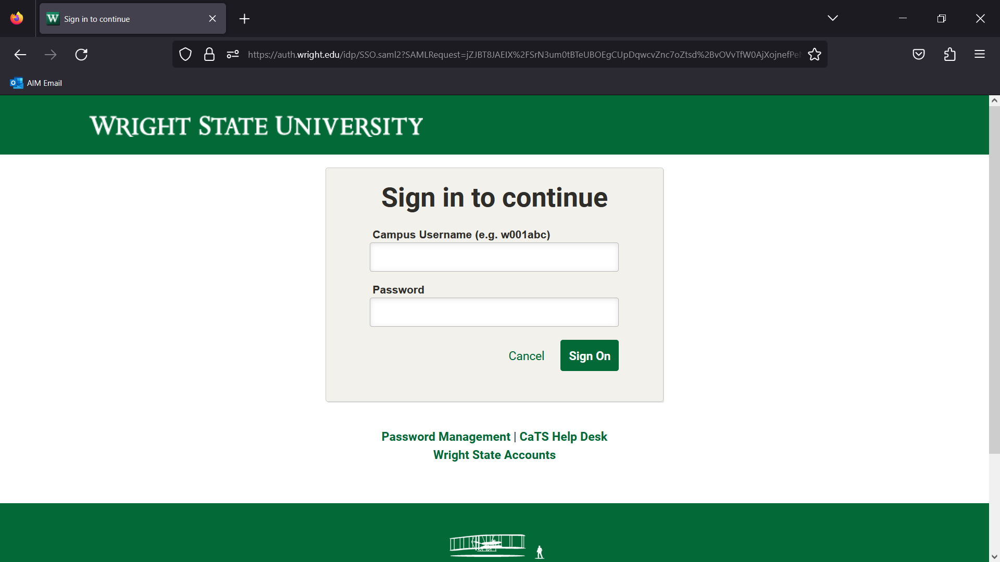 Sign in to continue
https://auth.wright.edu/idp/SSO.saml2?SAMLRequest=jZJBT8JAEIX%2FSrN3um0tBTeUBOEgCUpDqwcvZnc7oZtsd%2BvOVvTfW0AjXojnefPe
AIM Email
WRIGHT STATE UNIVERSITY
Sign in to continue
Campus Username (e.g. w001abc)
Password
Cancel Sign On
Password Management | CaTS Help Desk
Wright State Accounts